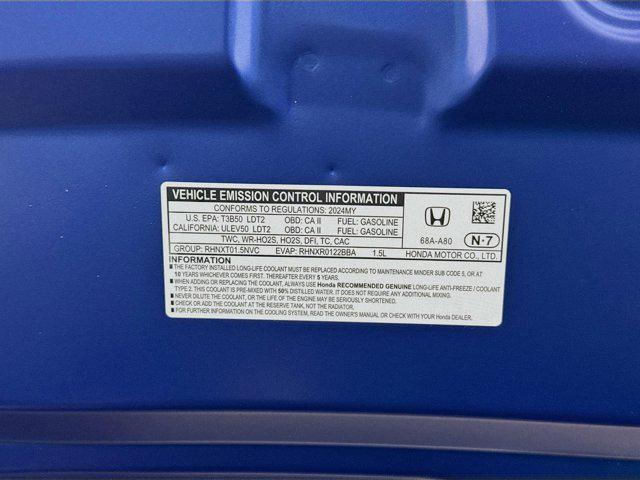 VEHICLE EMISSION CONTROL INFORMATION
CONFORMS TO REGULATIONS: 2024MY
U.S. EPA: T3B50 LDT2 OBD: CA II FUEL: GASOLINE
CALIFORNIA: ULEV50 LDT2 OBD: CA II FUEL: GASOLINE
TWC, WR-HO2S, HO2S, DFI, TC, CAC
GROUP: RHNXT01.5NVC EVAP: RHNXR0122BBA 1.5L
68A-A80 N-7
HONDA MOTOR CO., LTD.
INFORMATION
THE FACTORY INSTALLED LONG-LIFE COOLANT MUST BE REPLACED ACCORDING TO MAINTENANCE MINDER SUB CODE 5, OR AT
10 YEARS WHICHEVER COMES FIRST. THEREAFTER EVERY 5 YEARS.
WHEN ADDING OR REPLACING THE COOLANT, ALWAYS USE Honda RECOMMENDED GENUINE LONG-LIFE ANTI-FREEZE / COOLANT
TYPE 2. THIS COOLANT IS PRE-MIXED WITH 50% DISTILLED WATER. IT DOES NOT REQUIRE ANY ADDITIONAL MIXING.
NEVER USE DILUTED COOLANT, OR THE LIFE OF THE ENGINE MAY BE SERIOUSLY SHORTENED.
CHECK OR ADD THE COOLANT AT THE RESERVE TANK, NOT THE RADIATOR.
FOR FURTHER INFORMATION ON THE COOLING SYSTEM, READ THE OWNER'S MANUAL OR CHECK WITH YOUR Honda DEALER.